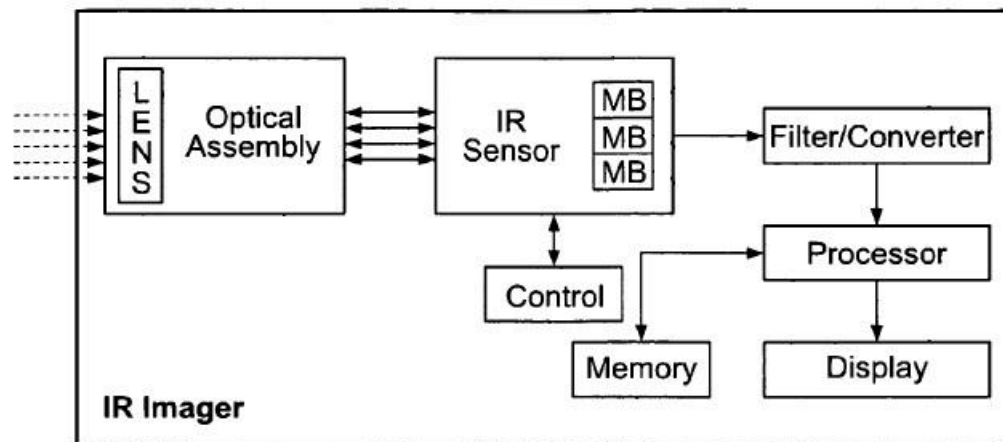 L
E
N
S
Optical
Assembly
IR
Sensor
MB
MB
MB
Filter/Converter
Processor
Control
Memory
Display
IR Imager